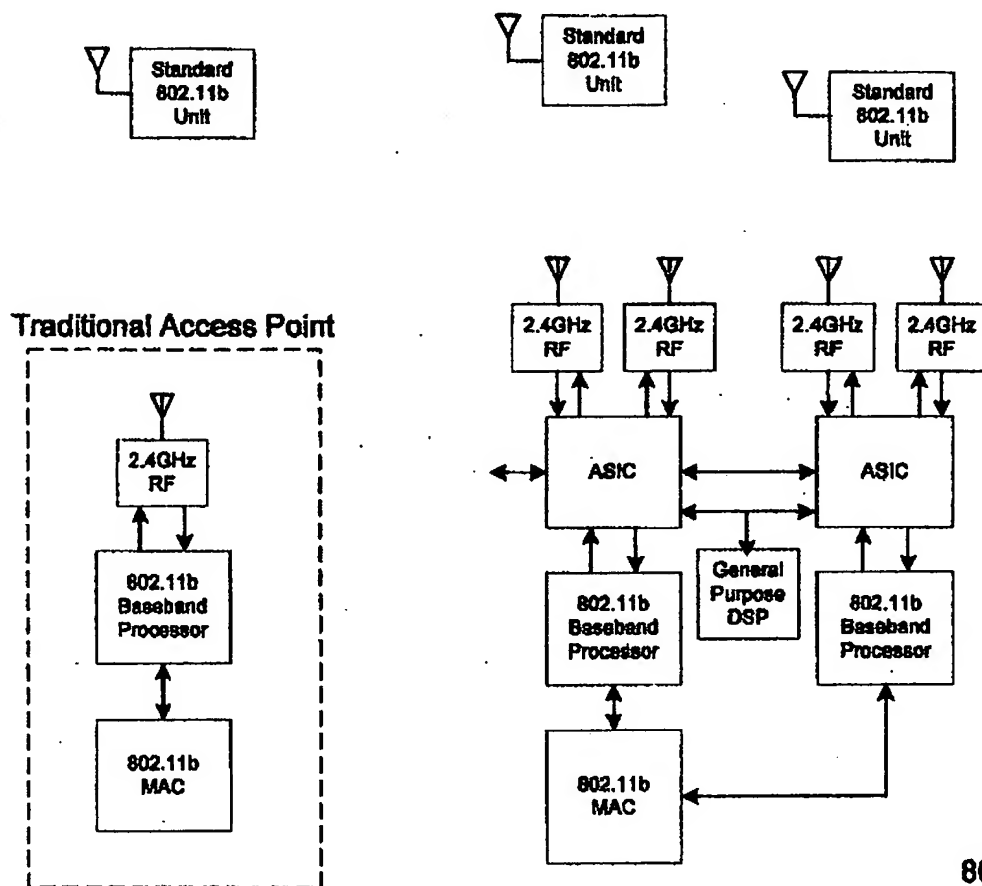 Standard
802.11b
Unit
Standard
802.11b
Unit
Standard
802.11b
Unit
Traditional Access Point
2.4GHz
RF
802.11b
Baseband
Processor
802.11b
MAC
2.4GHz
RF
2.4GHz
RF
2.4GHz
RF
2.4GHz
RF
ASIC
ASIC
General
Purpose
DSP
802.11b
Baseband
Processor
802.11b
Baseband
Processor
802.11b
MAC